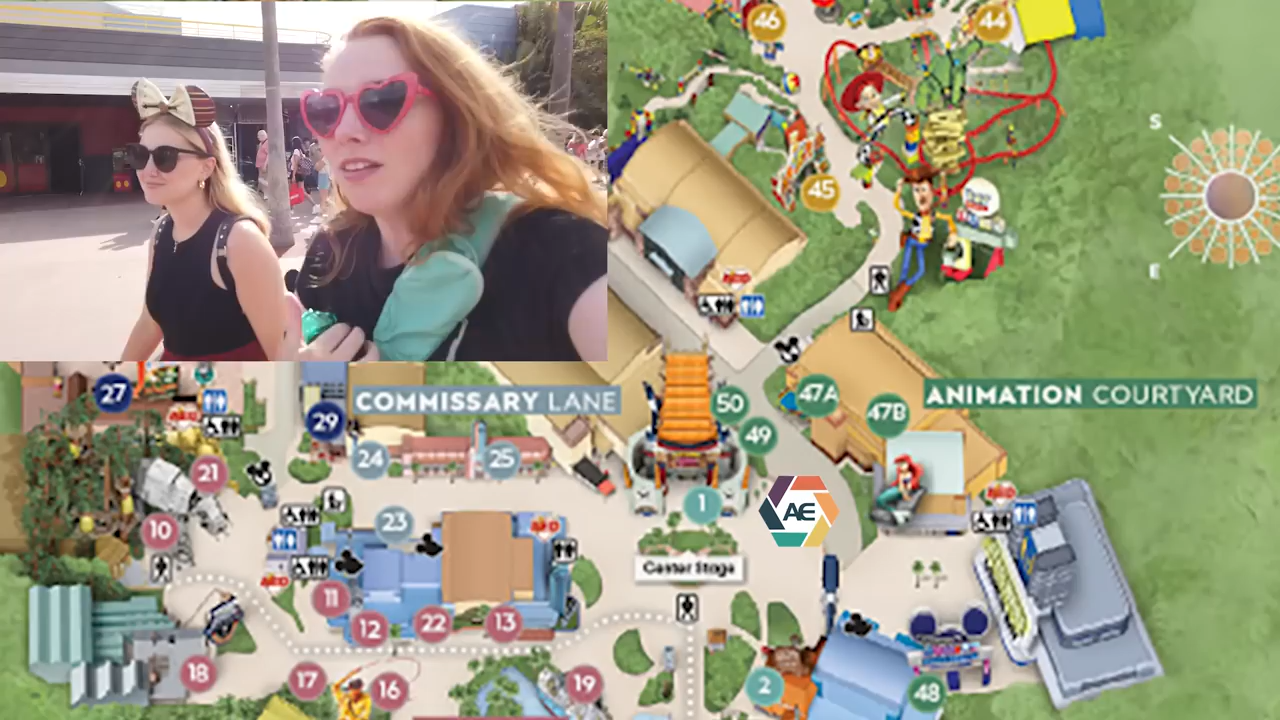 46
44
S
45
E
27
29
COMMISSARY LANE
50
47A
ANIMATION COURTYARD
47B
49
24
25
21
1
AE
10
23
Center Stage
11
12
22
13
18
17
16
19
2
48